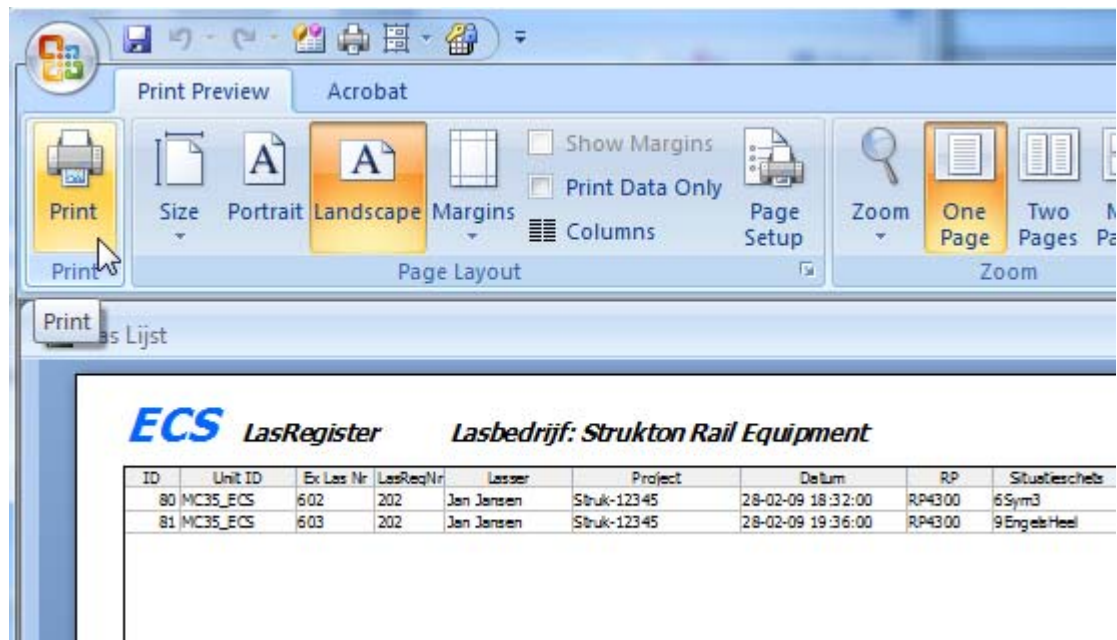 Print Preview Acrobat
Show Margins
Print Data Only
Columns
Print Size Portrait Landscape Margins Page Setup Zoom One Page Two Pages
Print Page Layout Zoom
Print
Lijst
ECS LasRegister Lasbedrijf: Strukton Rail Equipment
ID Unit ID Ex Las Nr LasRegNr Lasser Project Datum RP Situatieschets
80 MC35_ECS 602 202 Jan Jansen Struk-12345 28-02-09 18:32:00 RP4300 6Sym3
81 MC35_ECS 603 202 Jan Jansen Struk-12345 28-02-09 19:36:00 RP4300 9EngelsHeel